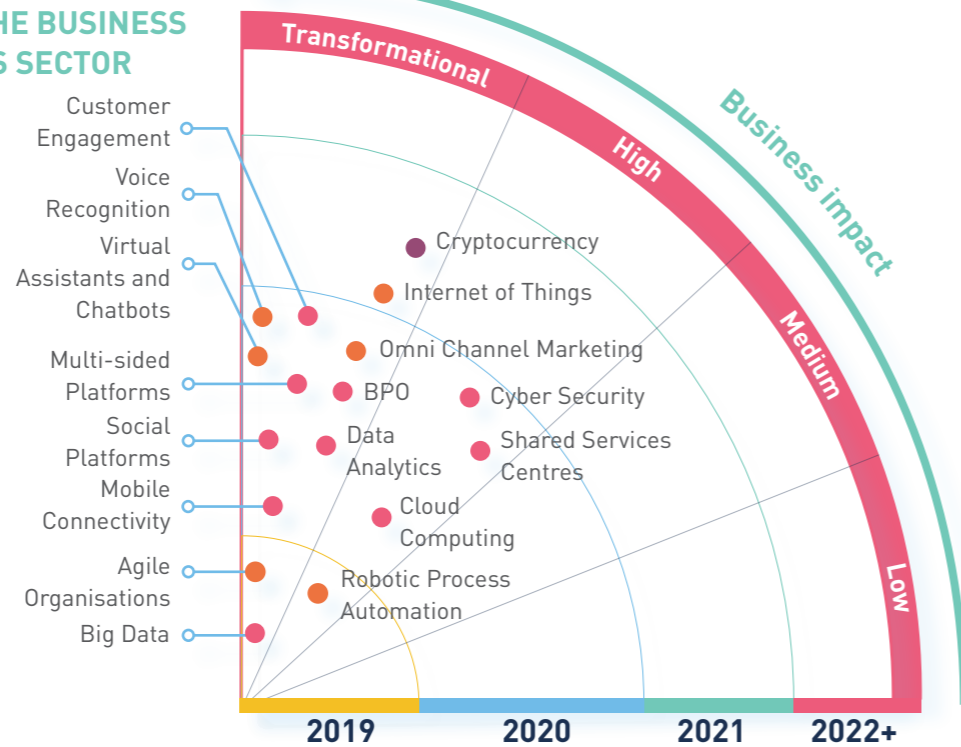 HE BUSINESS
S SECTOR
Transformational
High
Medium
Low
Business impact
Customer
Engagement
Voice
Recognition
Virtual
Assistants and
Chatbots
Multi-sided
Platforms
Social
Platforms
Mobile
Connectivity
Agile
Organisations
Big Data
Cryptocurrency
Internet of Things
Omni Channel Marketing
BPO
Cyber Security
Data
Analytics
Shared Services
Centres
Cloud
Computing
Robotic Process
Automation
2019
2020
2021
2022+